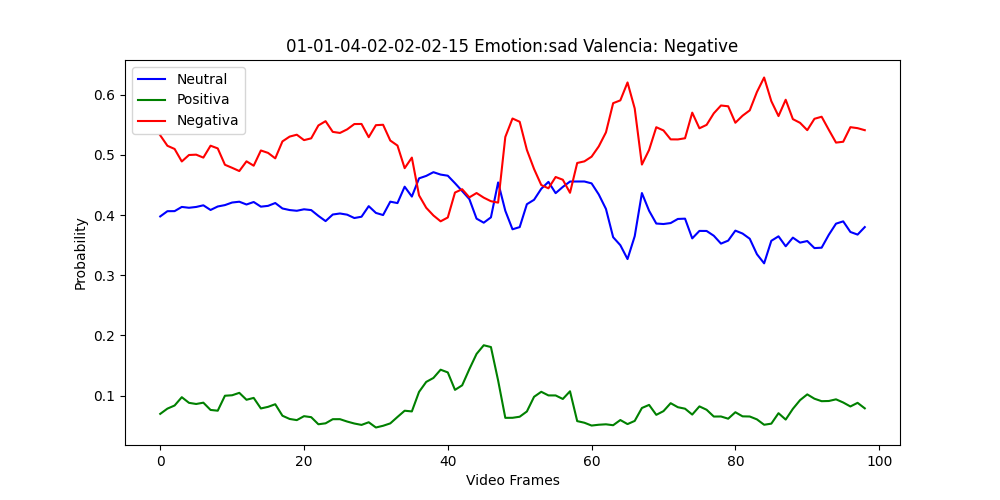 01-01-04-02-02-02-15 Emotion:sad Valencia: Negative
Neutral
Positiva
Negativa
Probability
0.6
0.5
0.4
0.3
0.2
0.1
0
20
40
60
80
100
Video Frames